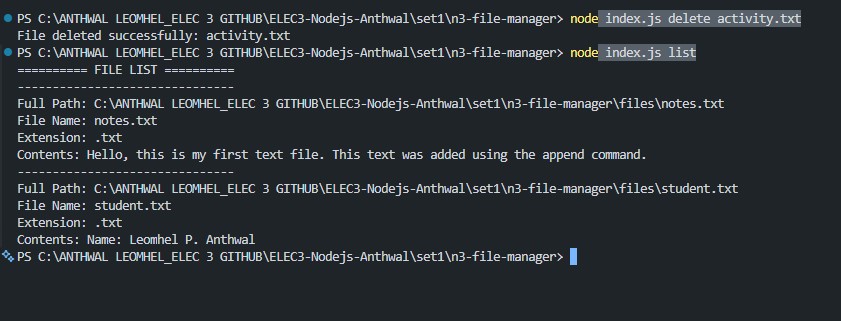 PS C:\ANTHWAL LEOMHEL_ELEC 3 GITHUB\ELEC3-Nodejs-Anthwal\set1\n3-file-manager> node index.js delete activity.txt
File deleted successfully: activity.txt
PS C:\ANTHWAL LEOMHEL_ELEC 3 GITHUB\ELEC3-Nodejs-Anthwal\set1\n3-file-manager> node index.js list
========== FILE LIST ==========
-------------------------------
Full Path: C:\ANTHWAL LEOMHEL_ELEC 3 GITHUB\ELEC3-Nodejs-Anthwal\set1\n3-file-manager\files\notes.txt
File Name: notes.txt
Extension: .txt
Contents: Hello, this is my first text file. This text was added using the append command.
-------------------------------
Full Path: C:\ANTHWAL LEOMHEL_ELEC 3 GITHUB\ELEC3-Nodejs-Anthwal\set1\n3-file-manager\files\student.txt
File Name: student.txt
Extension: .txt
Contents: Name: Leomhel P. Anthwal
PS C:\ANTHWAL LEOMHEL_ELEC 3 GITHUB\ELEC3-Nodejs-Anthwal\set1\n3-file-manager>